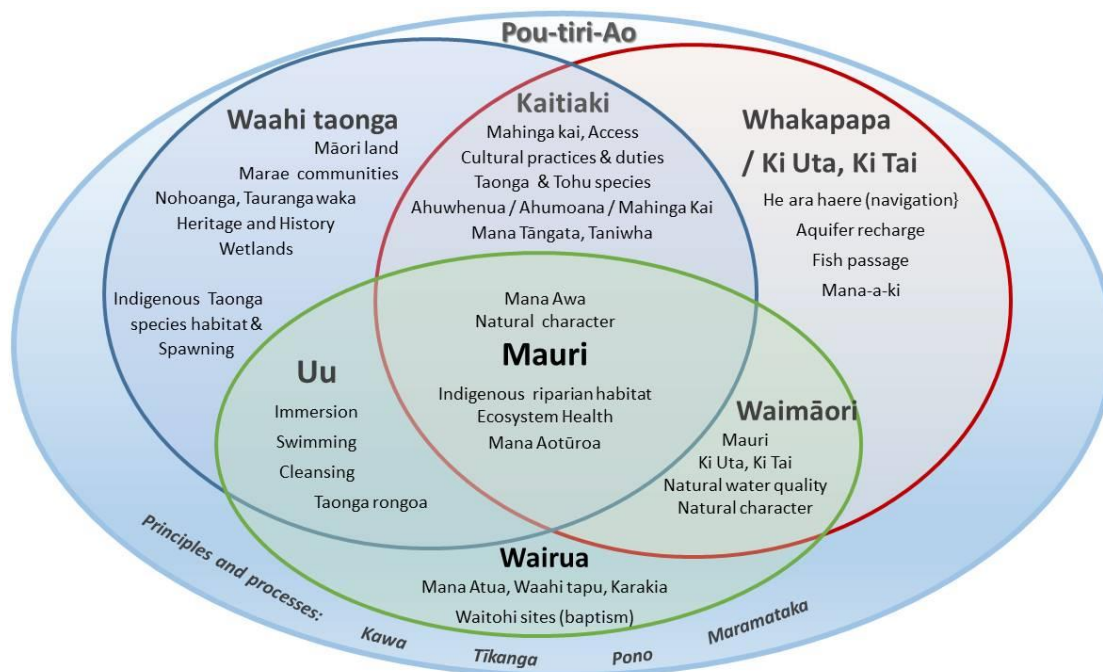 Pou-tiri-Ao
Waahi taonga
Māori land
Marae communities
Nohoanga, Tauranga waka
Heritage and History
Wetlands
Indigenous Taonga
species habitat &
Spawning
Kaitiaki
Mahinga kai, Access
Cultural practices & duties
Taonga & Tohu species
Ahuwhenua / Ahumoana / Mahinga Kai
Mana Tāngata, Taniwha
Whakapapa
/ Ki Uta, Ki Tai
He ara haere (navigation}
Aquifer recharge
Fish passage
Mana-a-ki
Uu
Immersion
Swimming
Cleansing
Taonga rongoa
Mana Awa
Natural character
Mauri
Indigenous riparian habitat
Ecosystem Health
Mana Aotūroa
Waimāori
Mauri
Ki Uta, Ki Tai
Natural water quality
Natural character
Wairua
Mana Atua, Waahi tapu, Karakia
Waitohi sites (baptism)
Principles and processes: Kawa Tīkanga Pono Maramataka